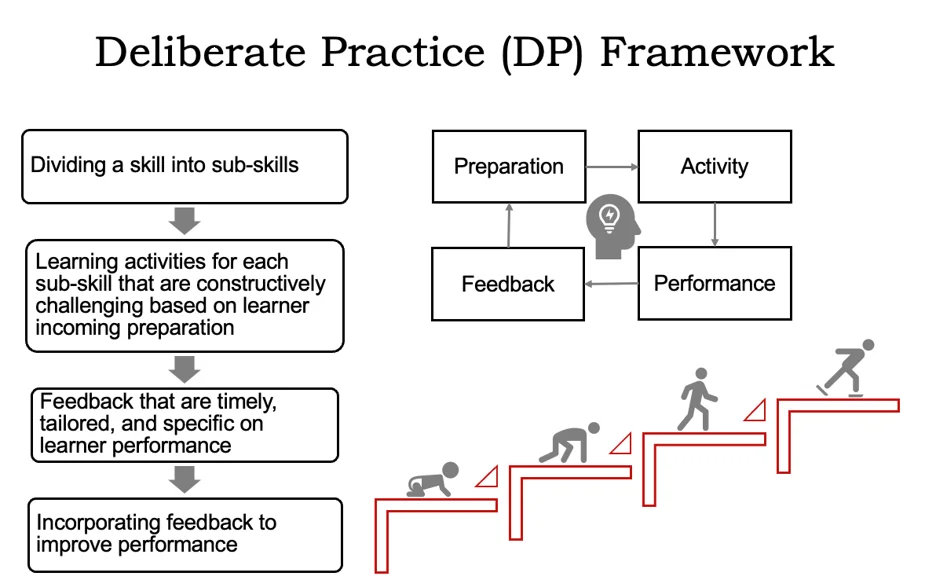 Deliberate Practice (DP) Framework
Dividing a skill into sub-skills
Learning activities for each
sub-skill that are constructively
challenging based on learner
incoming preparation
Feedback that are timely,
tailored, and specific on
learner performance
Incorporating feedback to
improve performance
Preparation
Activity
Feedback
Performance